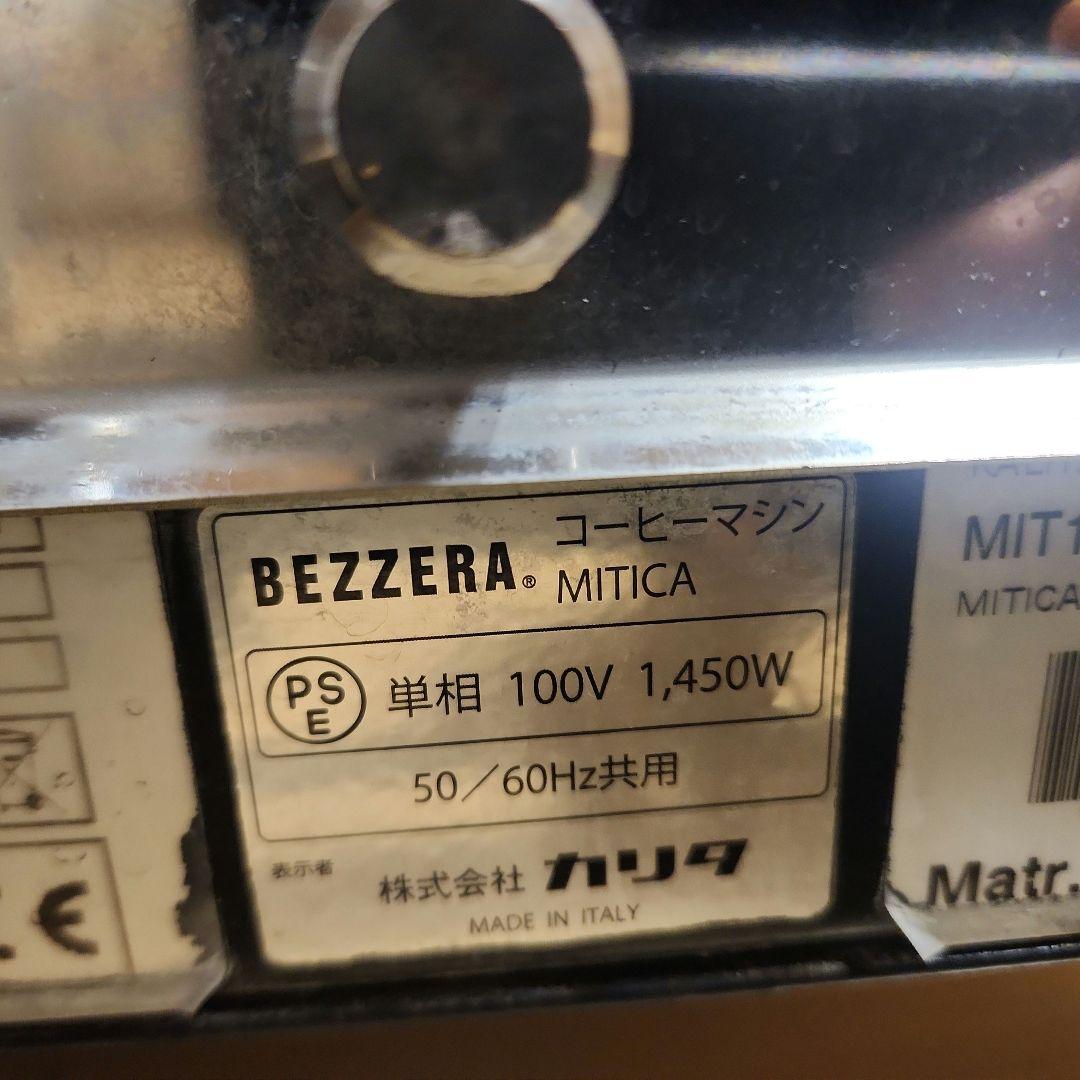 BEZZERA® コーヒーマシン
MITICA
PSE 単相 100V 1,450W
50/60Hz共用
表示者 株式会社 カリタ
MADE IN ITALY
MIT1
MITICA
Matr.
CE